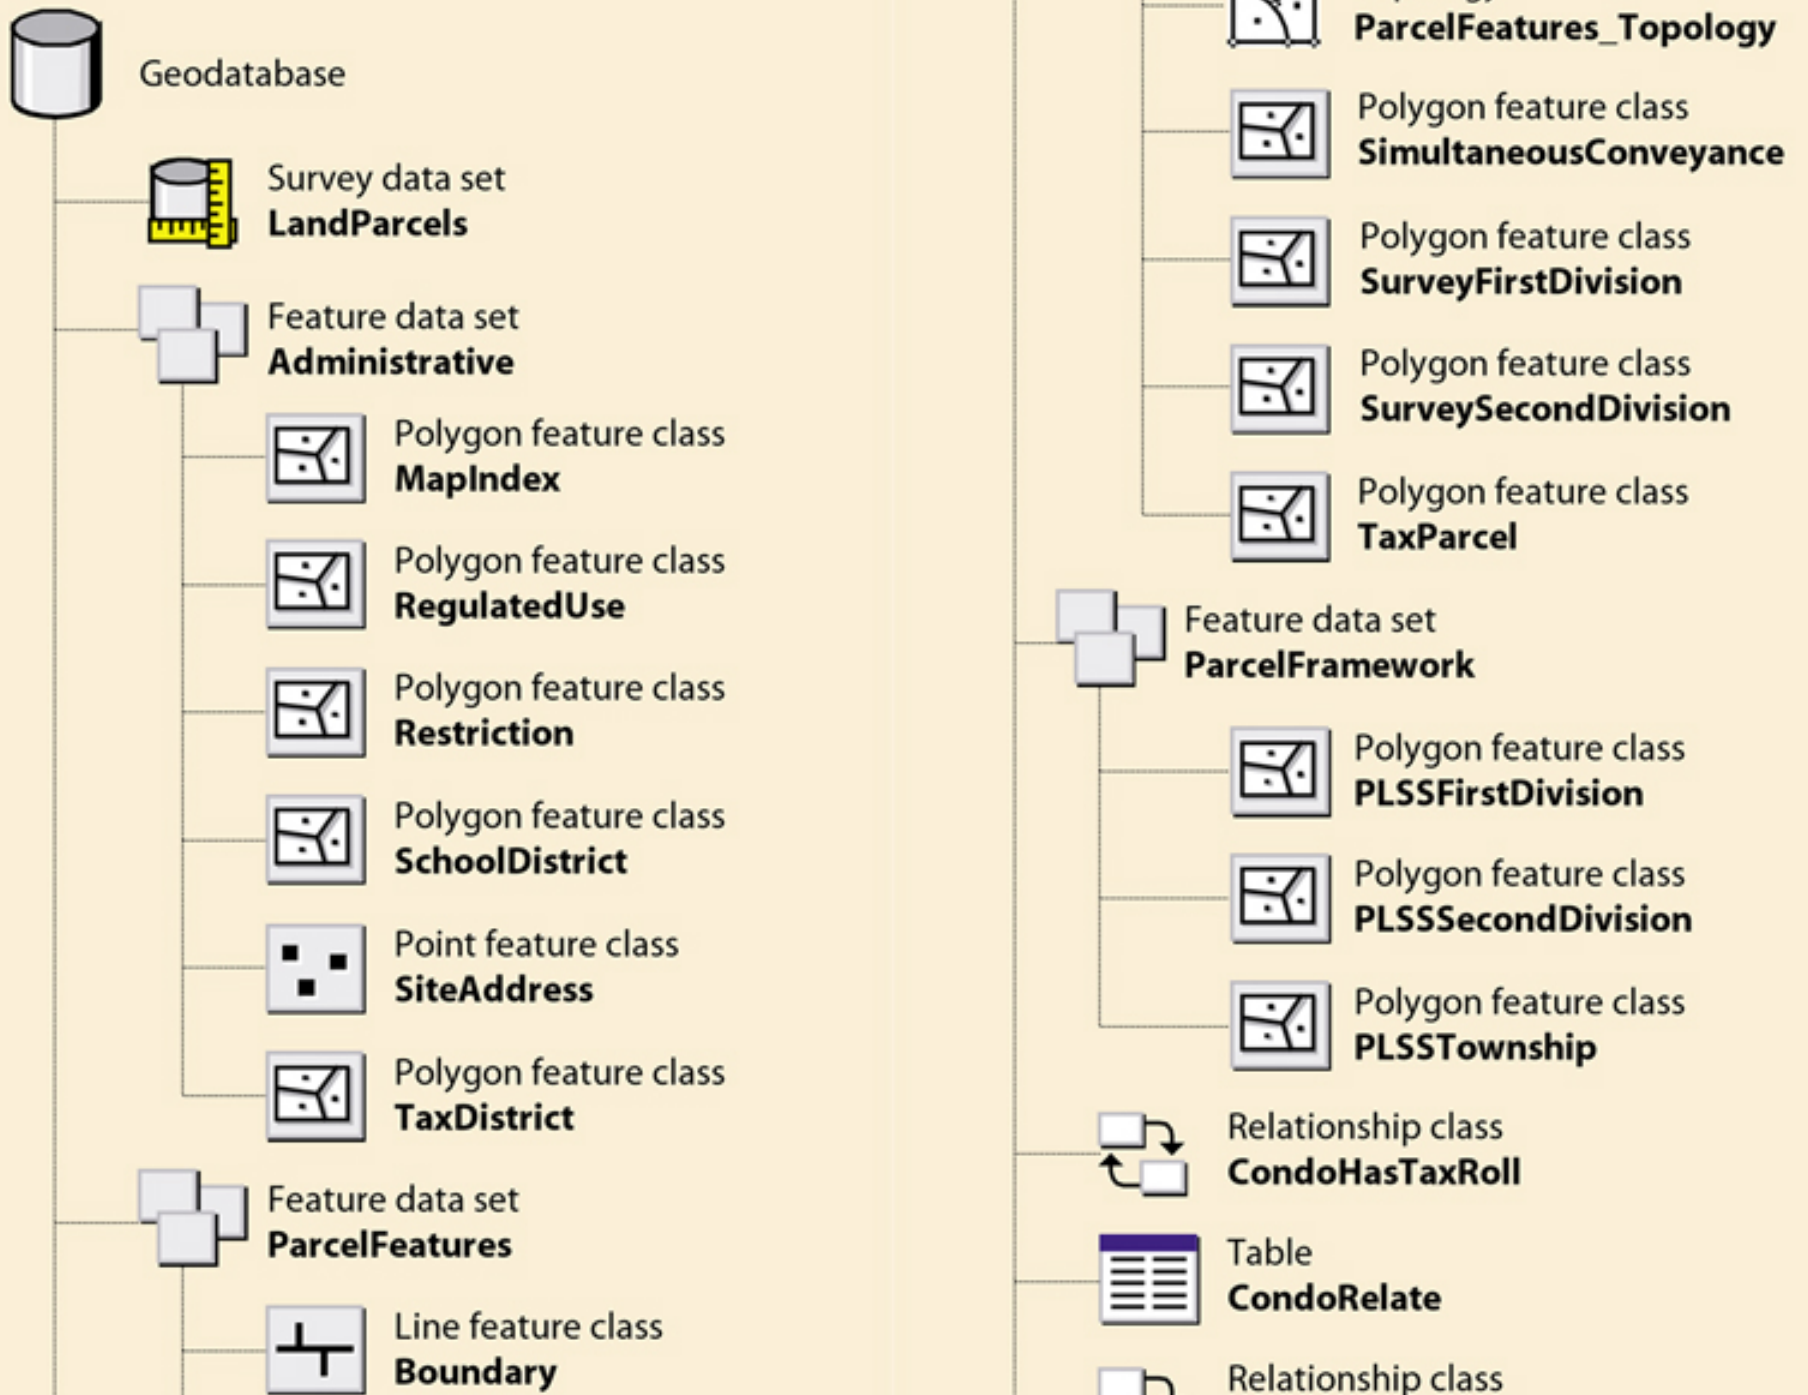 Geodatabase
Survey data set
LandParcels
Feature data set
Administrative
Polygon feature class
MapIndex
Polygon feature class
RegulatedUse
Polygon feature class
Restriction
Polygon feature class
SchoolDistrict
Point feature class
SiteAddress
Polygon feature class
TaxDistrict
Feature data set
ParcelFeatures
Line feature class
Boundary
ParcelFeatures_Topology
Polygon feature class
SimultaneousConveyance
Polygon feature class
SurveyFirstDivision
Polygon feature class
SurveySecondDivision
Polygon feature class
TaxParcel
Feature data set
ParcelFramework
Polygon feature class
PLSSFirstDivision
Polygon feature class
PLSSSecondDivision
Polygon feature class
PLSSTownship
Relationship class
CondoHasTaxRoll
Table
CondoRelate
Relationship class